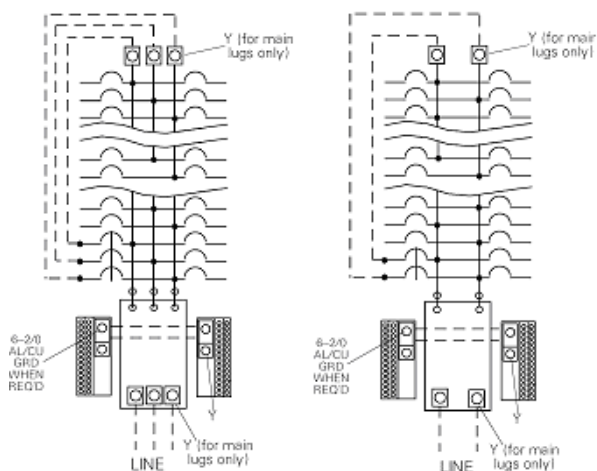 Y (for main
lugs only)
Y (for main
lugs only)
6-2/0
AL/CU
GRD
WHEN
REQ'D
Y
Y (for main
lugs only)
LINE
6-2/0
AL/CU
GRD
WHEN
REQ'D
Y
Y (for main
lugs only)
LINE